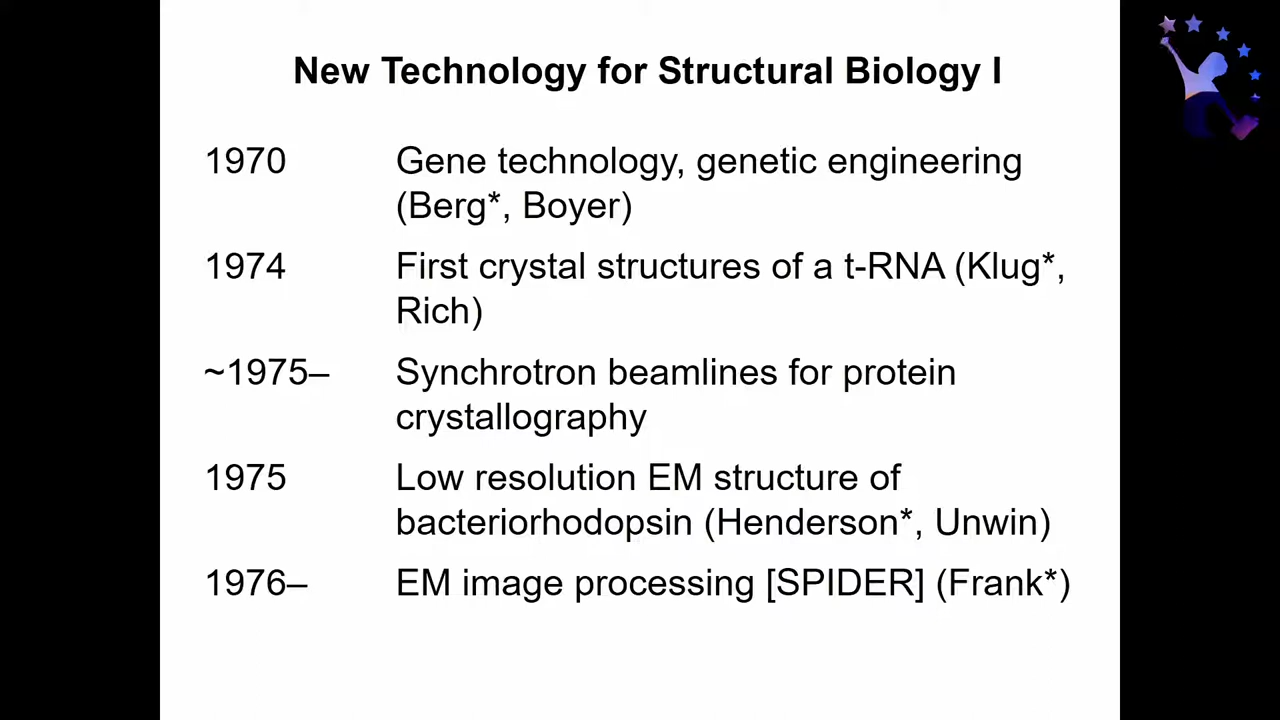 New Technology for Structural Biology I
1970 Gene technology, genetic engineering
(Berg*, Boyer)
1974 First crystal structures of a t-RNA (Klug*,
Rich)
~1975– Synchrotron beamlines for protein
crystallography
1975 Low resolution EM structure of
bacteriorhodopsin (Henderson*, Unwin)
1976– EM image processing [SPIDER] (Frank*)